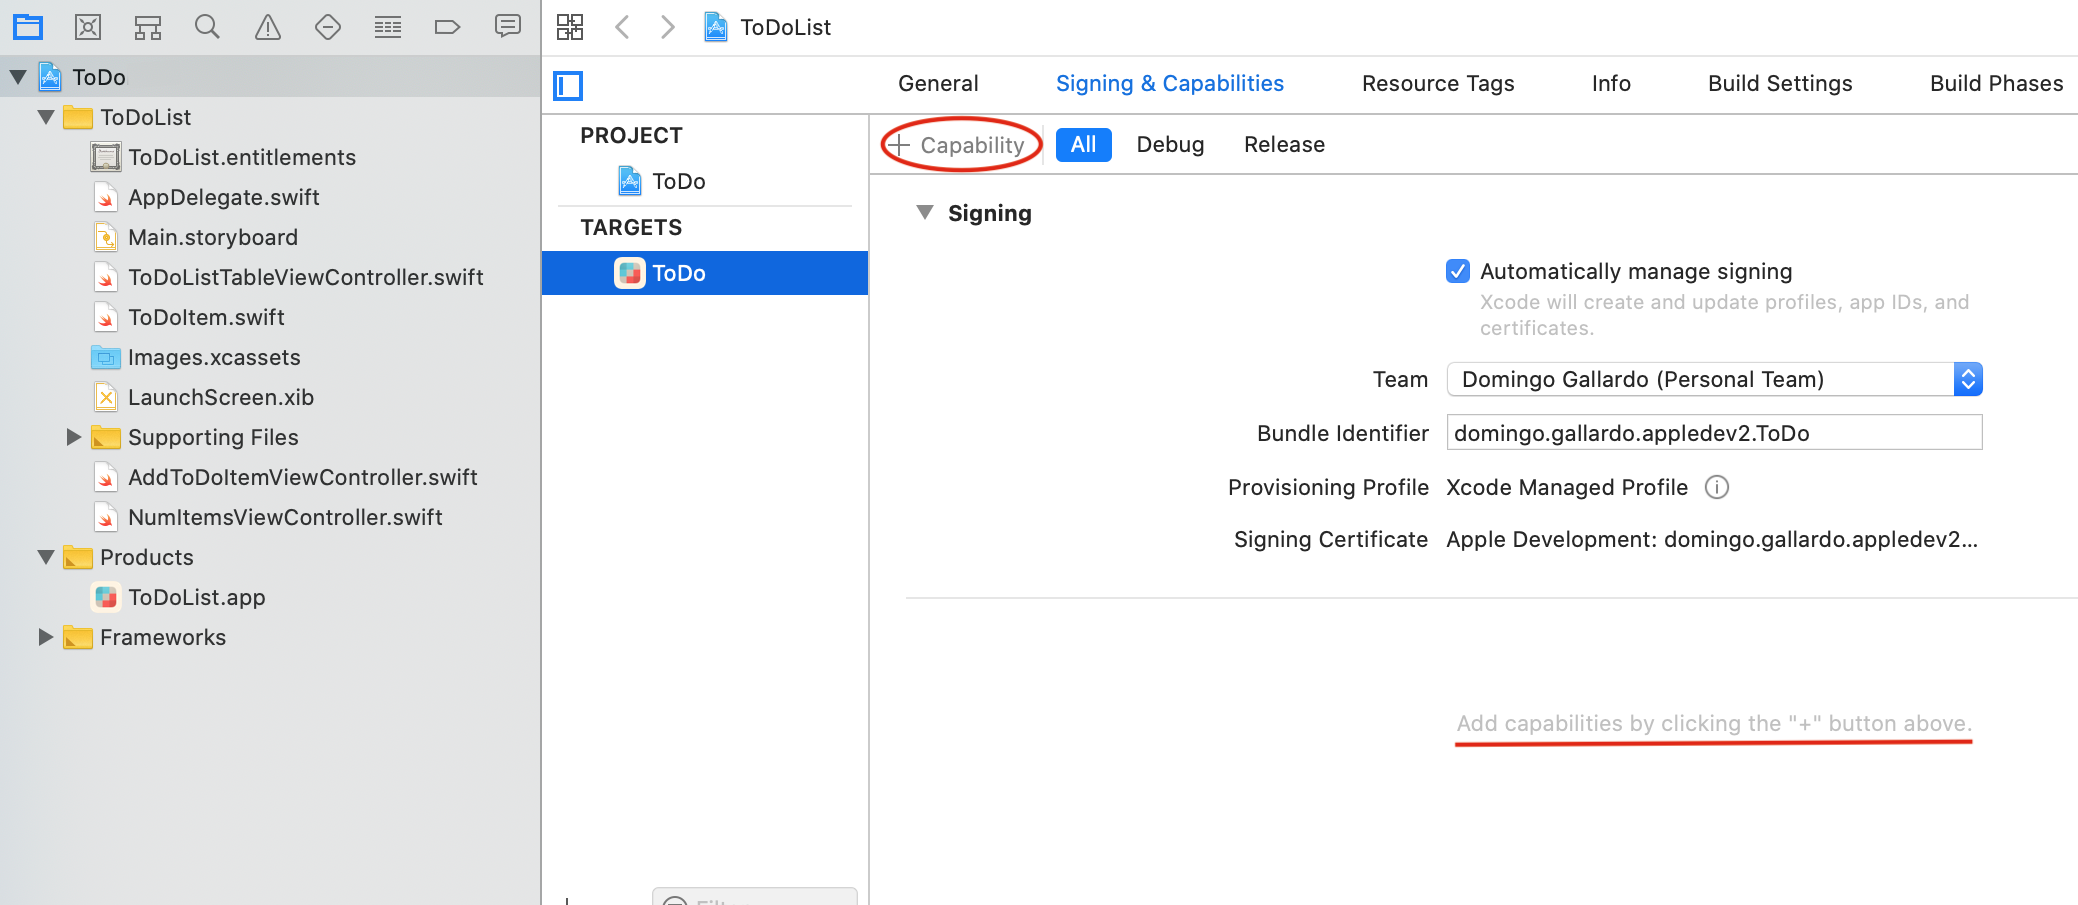 ToDoList
General Signing & Capabilities Resource Tags Info Build Settings Build Phases
ToDo
ToDoList
ToDoList.entitlements
AppDelegate.swift
Main.storyboard
ToDoListTableViewController.swift
ToDoItem.swift
Images.xcassets
LaunchScreen.xib
Supporting Files
AddToDoItemViewController.swift
NumItemsViewController.swift
Products
ToDoList.app
Frameworks
PROJECT
ToDo
TARGETS
ToDo
+ Capability All Debug Release
Signing
Automatically manage signing
Xcode will create and update profiles, app IDs, and
certificates.
Team Domingo Gallardo (Personal Team)
Bundle Identifier domingo.gallardo.appledev2.ToDo
Provisioning Profile Xcode Managed Profile
Signing Certificate Apple Development: domingo.gallardo.appledev2...
Add capabilities by clicking the "+" button above.